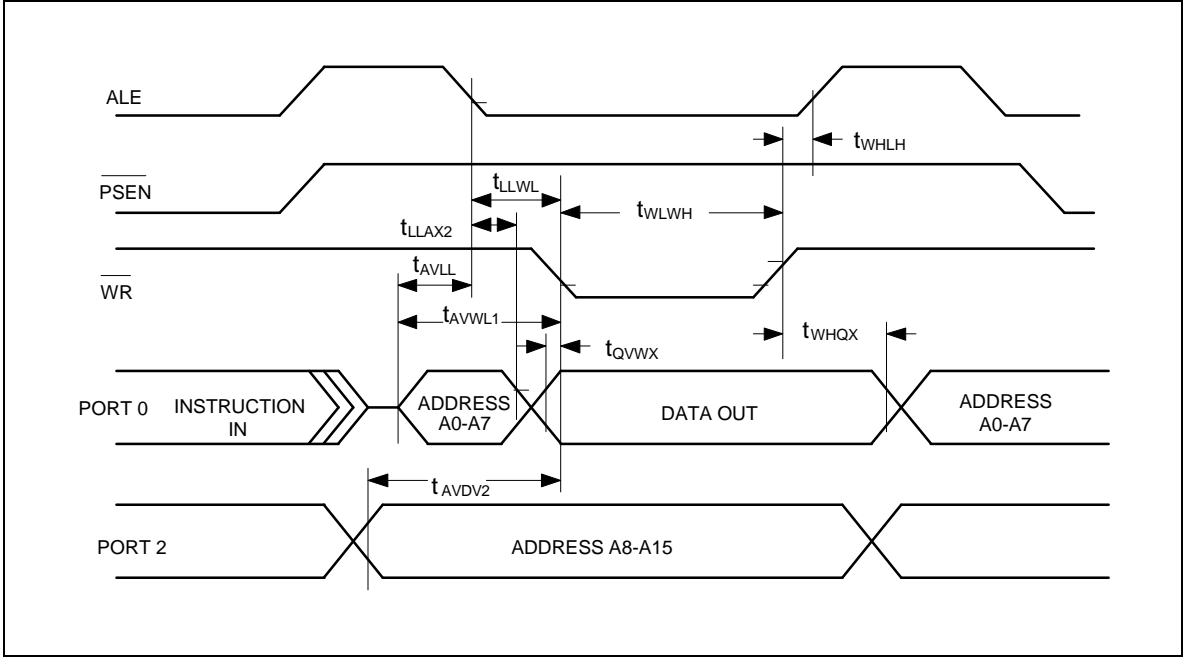 ALE
tWHLH
PSEN
tLLWL
tWLWH
tLLAX2
tAVLL
WR
tAVWL1
tWHQX
tQVWX
PORT 0
INSTRUCTION
IN
ADDRESS
A0-A7
DATA OUT
ADDRESS
A0-A7
t AVDV2
PORT 2
ADDRESS A8-A15